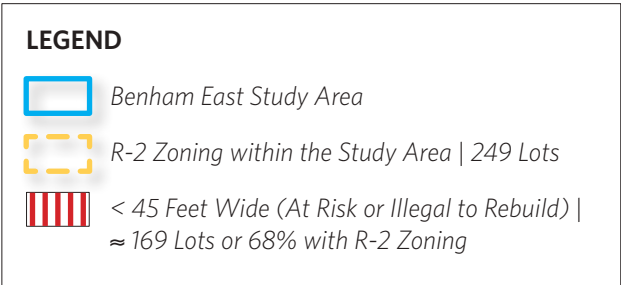 LEGEND
Benham East Study Area
R-2 Zoning within the Study Area | 249 Lots
< 45 Feet Wide (At Risk or Illegal to Rebuild) |
≈ 169 Lots or 68% with R-2 Zoning